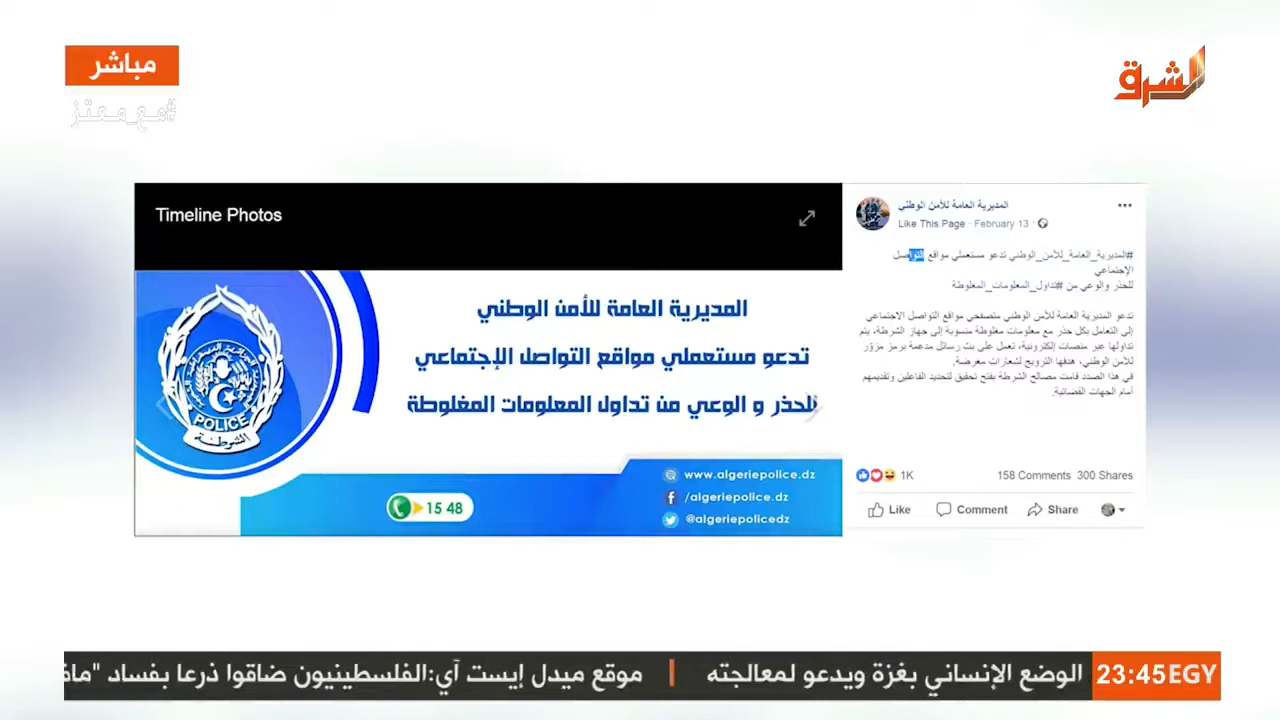 مباشر
#مع_معتز
الشرق
Timeline Photos
المديرية العامة للأمن الوطني
تدعو مستعملي مواقع التواصل الإجتماعي
للحذر و الوعي من تداول المعلومات المغلوطة
POLICE
الشرطة
15 48
www.algeriepolice.dz
/algeriepolice.dz
@algeriepolicedz
المديرية العامة للأمن الوطني
Like This Page · February 13 ·
#المديرية_العامة_للأمن_الوطني تدعو مستعملي مواقع التواصل
الإجتماعي
للحذر والوعي من #تداول_المعلومات_المغلوطة
تدعو المديرية العامة للأمن الوطني متصفحي مواقع التواصل الاجتماعي
إلى التعامل بكل حذر مع معلومات مغلوطة منسوبة إلى جهاز الشرطة، يتم
تداولها عبر منصات إلكترونية، تعمل على بث رسائل مدعمة برمز مزوّر
للأمن الوطني، هدفها الترويج لشعارات مغرضة.
في هذا الصدد قامت مصالح الشرطة بفتح تحقيق لتحديد الفاعلين وتقديمهم
أمام الجهات القضائية.
1K
158 Comments 300 Shares
Like Comment Share
23:45EGY
الوضع الإنساني بغزة ويدعو لمعالجته | موقع ميدل إيست آي:الفلسطينيون ضاقوا ذرعا بفساد "ماف